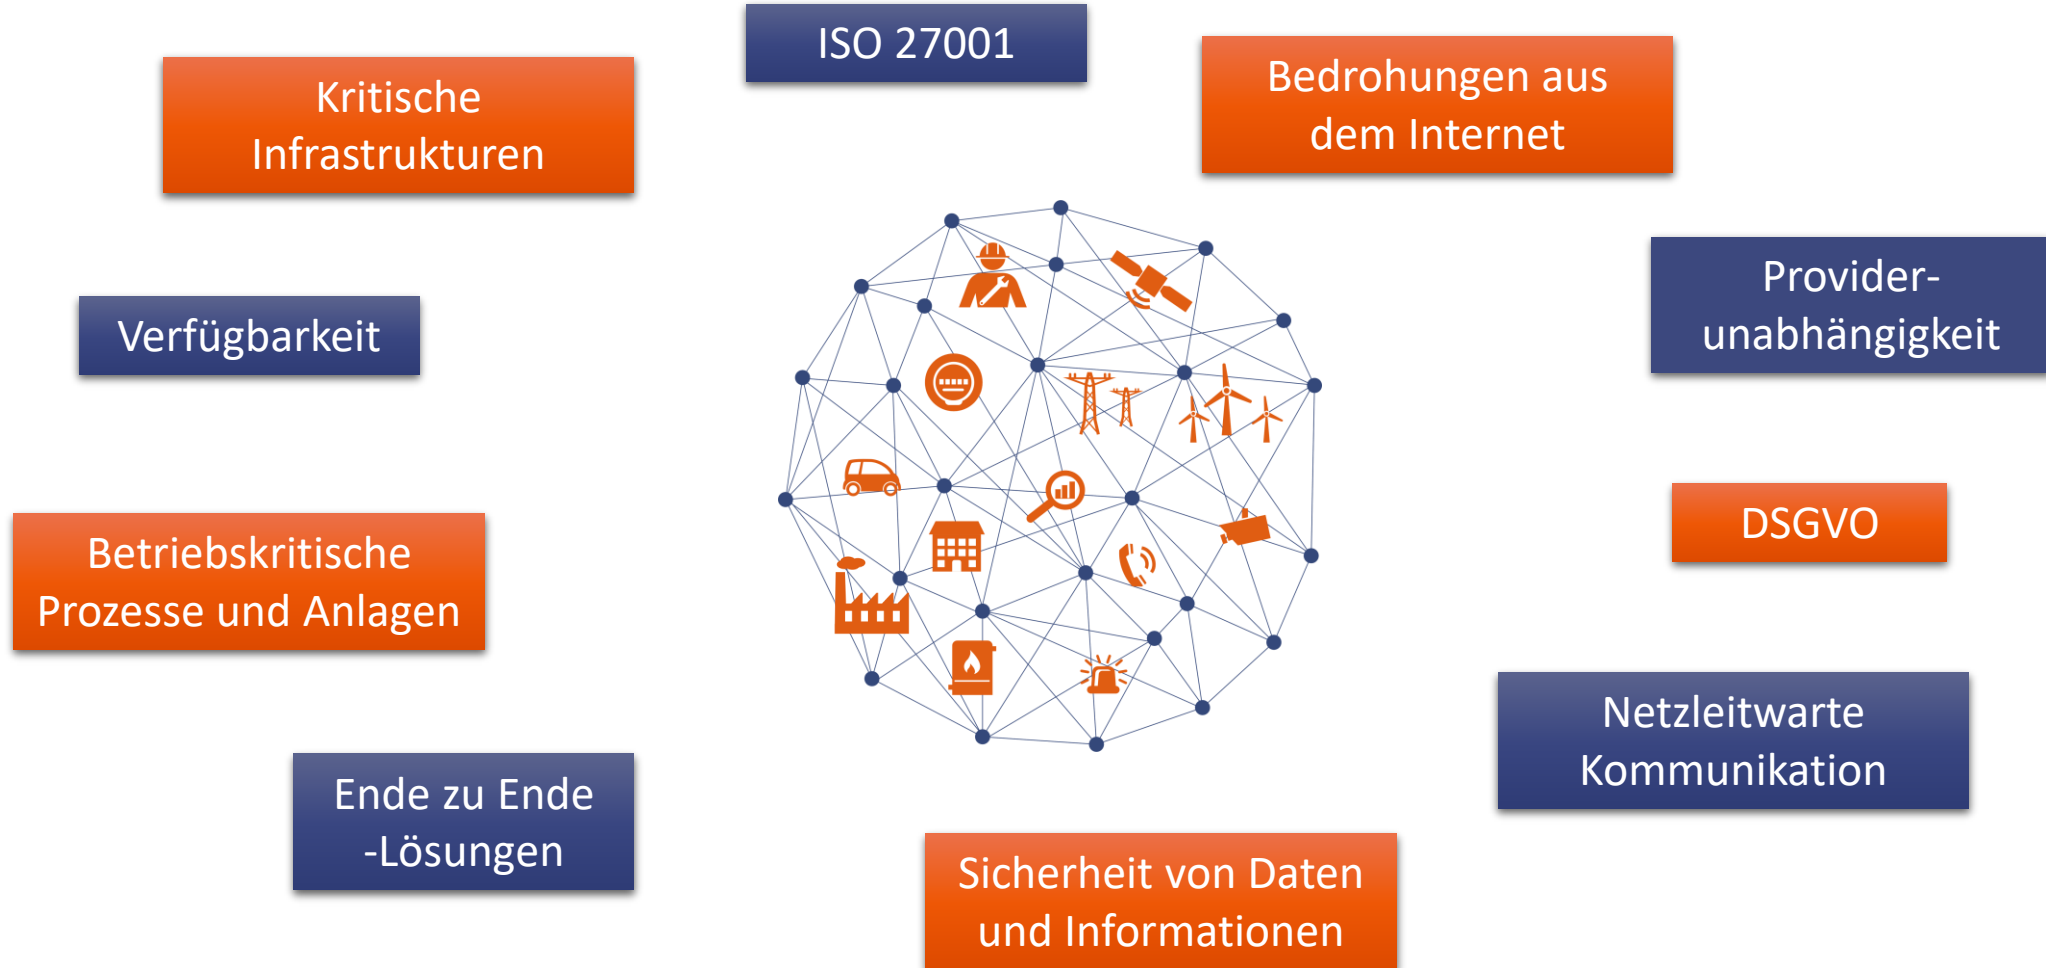 ISO 27001
Kritische
Infrastrukturen
Bedrohungen aus
dem Internet
Verfügbarkeit
Provider-
unabhängigkeit
Betriebskritische
Prozesse und Anlagen
DSGVO
Netzleitwarte
Kommunikation
Ende zu Ende
-Lösungen
Sicherheit von Daten
und Informationen